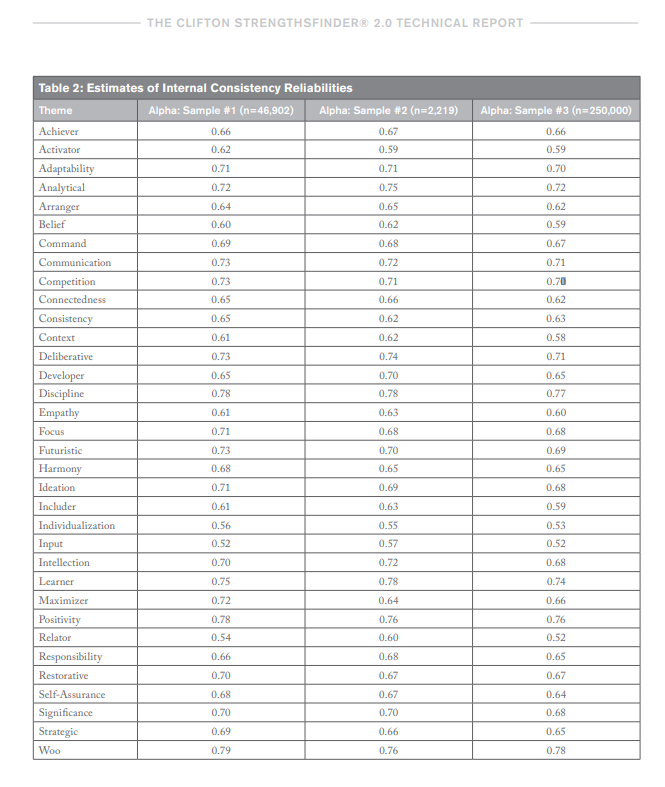 THE CLIFTON STRENGTHSFINDER® 2.0 TECHNICAL REPORT
Table 2: Estimates of Internal Consistency Reliabilities
Theme Alpha: Sample #1 (n=46,902) Alpha: Sample #2 (n=2,219) Alpha: Sample #3 (n=250,000)
Achiever 0.66 0.67 0.66
Activator 0.62 0.59 0.59
Adaptability 0.71 0.71 0.70
Analytical 0.72 0.75 0.72
Arranger 0.64 0.65 0.62
Belief 0.60 0.62 0.59
Command 0.69 0.68 0.67
Communication 0.73 0.72 0.71
Competition 0.73 0.71 0.70
Connectedness 0.65 0.66 0.62
Consistency 0.65 0.62 0.63
Context 0.61 0.62 0.58
Deliberative 0.73 0.74 0.71
Developer 0.65 0.70 0.65
Discipline 0.78 0.78 0.77
Empathy 0.61 0.63 0.60
Focus 0.71 0.68 0.68
Futuristic 0.73 0.70 0.69
Harmony 0.68 0.65 0.65
Ideation 0.71 0.69 0.68
Includer 0.61 0.63 0.59
Individualization 0.56 0.55 0.53
Input 0.52 0.57 0.52
Intellection 0.70 0.72 0.68
Learner 0.75 0.78 0.74
Maximizer 0.72 0.64 0.66
Positivity 0.78 0.76 0.76
Relator 0.54 0.60 0.52
Responsibility 0.66 0.68 0.65
Restorative 0.70 0.67 0.67
Self-Assurance 0.68 0.67 0.64
Significance 0.70 0.70 0.68
Strategic 0.69 0.66 0.65
Woo 0.79 0.76 0.78